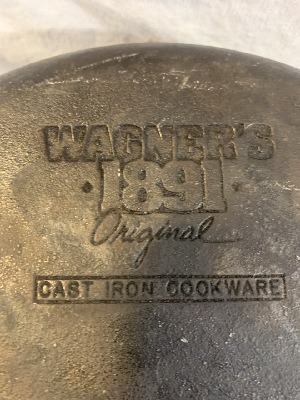 WAGNER'S
· 1891 ·
Original
CAST IRON COOKWARE